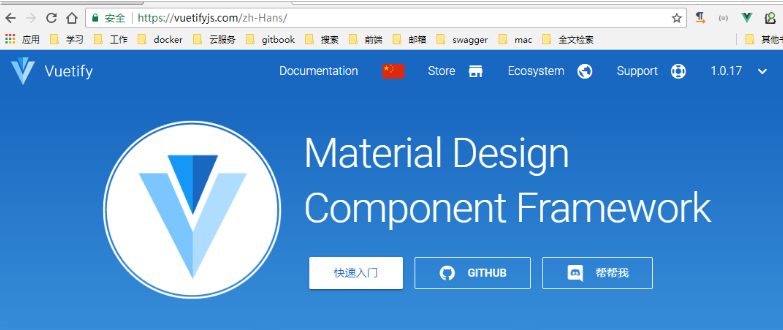 安全 https://vuetifyjs.com/zh-Hans/
应用 学习 工作 docker 云服务 gitbook 搜索 前端 邮箱 swagger mac 全文检索 其他书
Vuetify Documentation Store Ecosystem Support 1.0.17
Material Design
Component Framework
快速入门 GITHUB 帮帮我